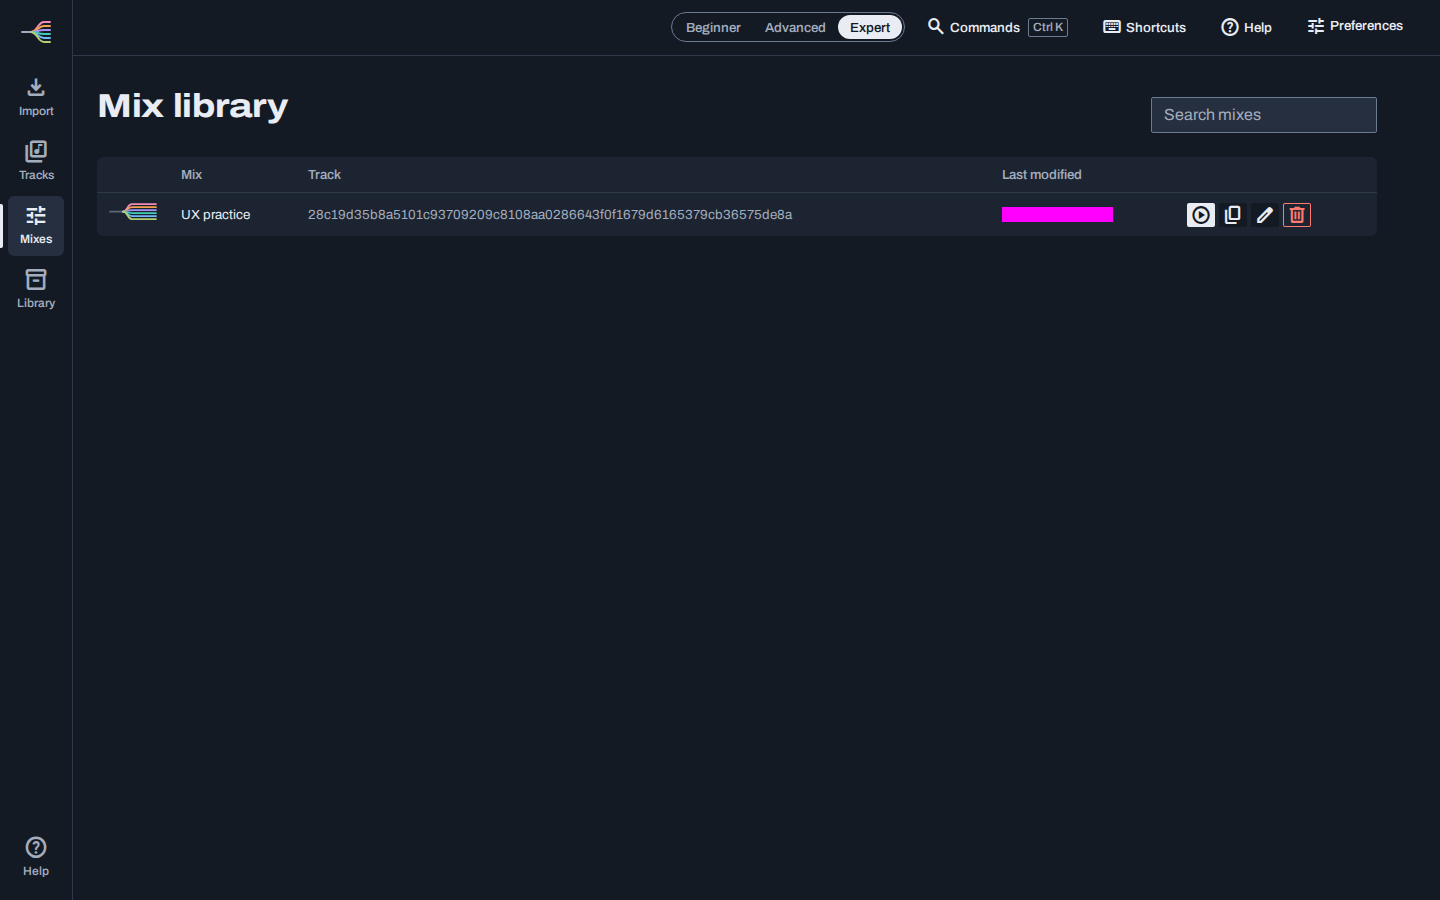 Beginner Advanced Expert Commands Ctrl K Shortcuts Help Preferences
Import
Tracks
Mixes
Library
Help
Mix library
Search mixes
Mix Track Last modified
UX practice 28c19d35b8a5101c93709209c8108aa0286643f0f1679d6165379cb36575de8a